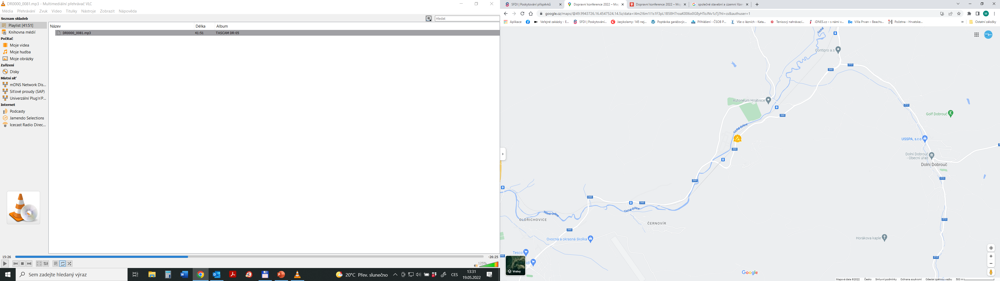 DR0000_0081.mp3 - Multimediální přehrávač VLC
Média Přehrávání Zvuk Video Titulky Nástroje Zobrazit Nápověda
Seznam skladeb
Hledat
Playlist [41:51]
Knihovna médií
Počítač
Moje videa
Moje hudba
Moje obrázky
Zařízení
Disky
Místní síť
mDNS Network Dis...
Síťové proudy (SAP)
Univerzální Plug'n'P...
Internet
Podcasty
Jamendo Selections
Icecast Radio Direc...
Název Délka Album
DR0000_0081.mp3 41:51 TASCAM DR-05
15:26 -26:25
125%
Sem zadejte hledaný výraz
20°C Přev. slunečno
CES
13:31
19.05.2022
SFDI | Poskytování příspěvků
Dopravní konference 2022 – Ma
Dopravní konference 2022 – Moj
společné stavební a územní řízen
google.cz/maps/@49.9943726,16.4547524,14.5z/data=!4m2!6m1!1s1F3pL1B58H7roaK006o0G8yHToJNv1zTj?hl=cs&authuser=1
M
Aplikace
Veřejné zakázky - E...
SFDI | Poskytování...
Jazykolamy: 145 nej...
Poptávka garážovýc...
Přihlášení - ČSOB P...
Vše o lázních - Kata...
Tenisový nahrávací...
iDNES.cz – s námi v...
Villa Prvan – Beachs...
Početna - Hrvatske...
»
Ostatní záložky
Tichá
Contipro a.s
313
360
Autoneum Hnátnice
313
Golf Dobrouč
360
Tichá Orlice
USSPA, s.r.o
360
Dolní Dobrouč
- Obecní úřad
Dolní Dobrouč
313
360
360
360
Tichá Orlice
Tichá Orlice
OLDŘICHOVICE
ČERNOVÍR
313
360
Ovocná a okrasná školka
Horákova kaple
Tesco
360
idl
313
Vrstvy
Google
Mapová data ©2022 Česko Smluvní podmínky Ochrana soukromí Odeslat zpětnou vazbu 500 m